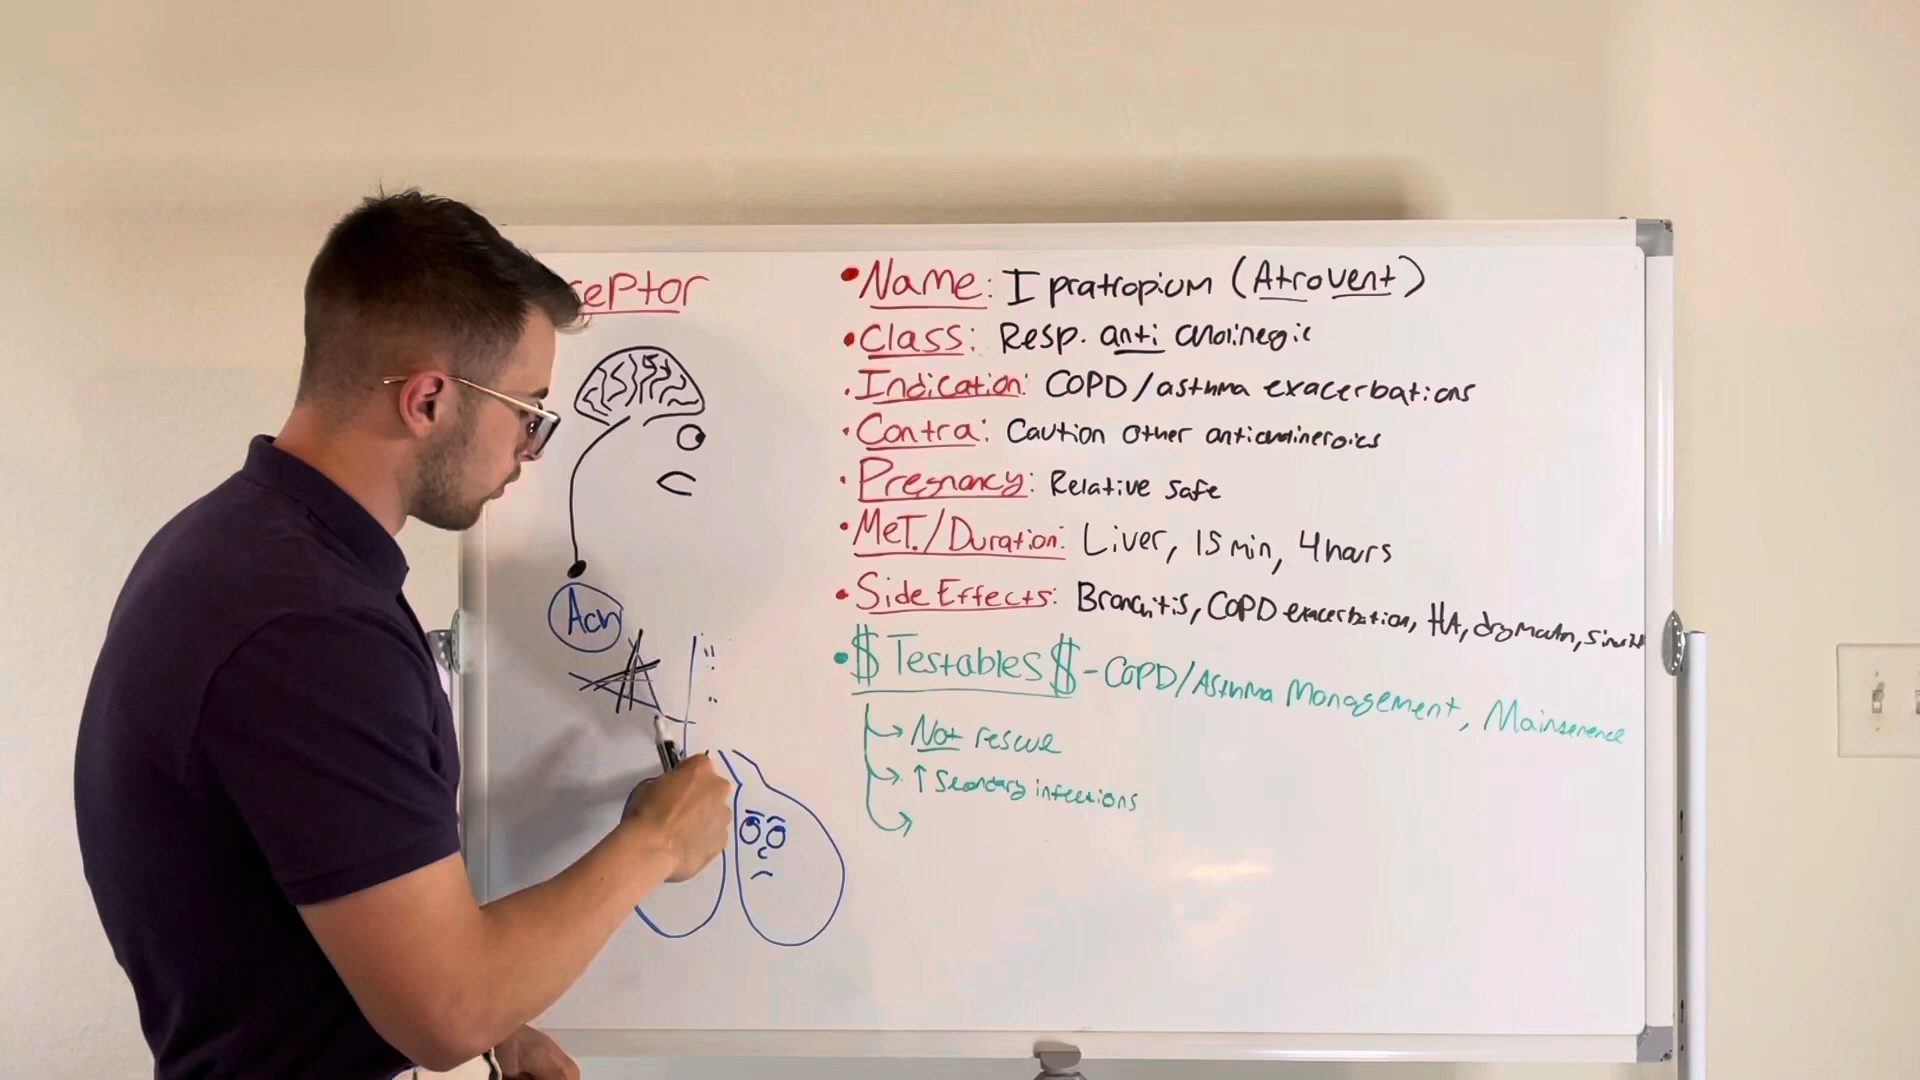 ceptor
Ach
• Name: Ipratropium (Atrovent)
• Class: Resp. anti cholinergic
• Indication: COPD/asthma exacerbations
• Contra: Caution other anticholinergics
• Pregnancy: Relative safe
• Met./Duration: Liver, 15 min, 4 hours
• Side Effects: Bronchitis, COPD exacerbation, HA, dry mouth,
• $ Testables $ - COPD/Asthma Management, Maintenence
→ Not rescue
→ ↑ Secondary infections